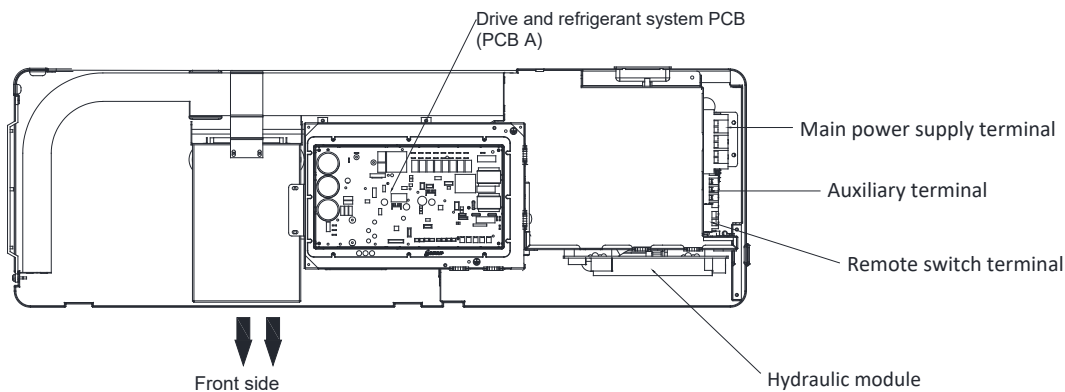 Drive and refrigerant system PCB
(PCB A)
Main power supply terminal
Auxiliary terminal
Remote switch terminal
Hydraulic module
Front side